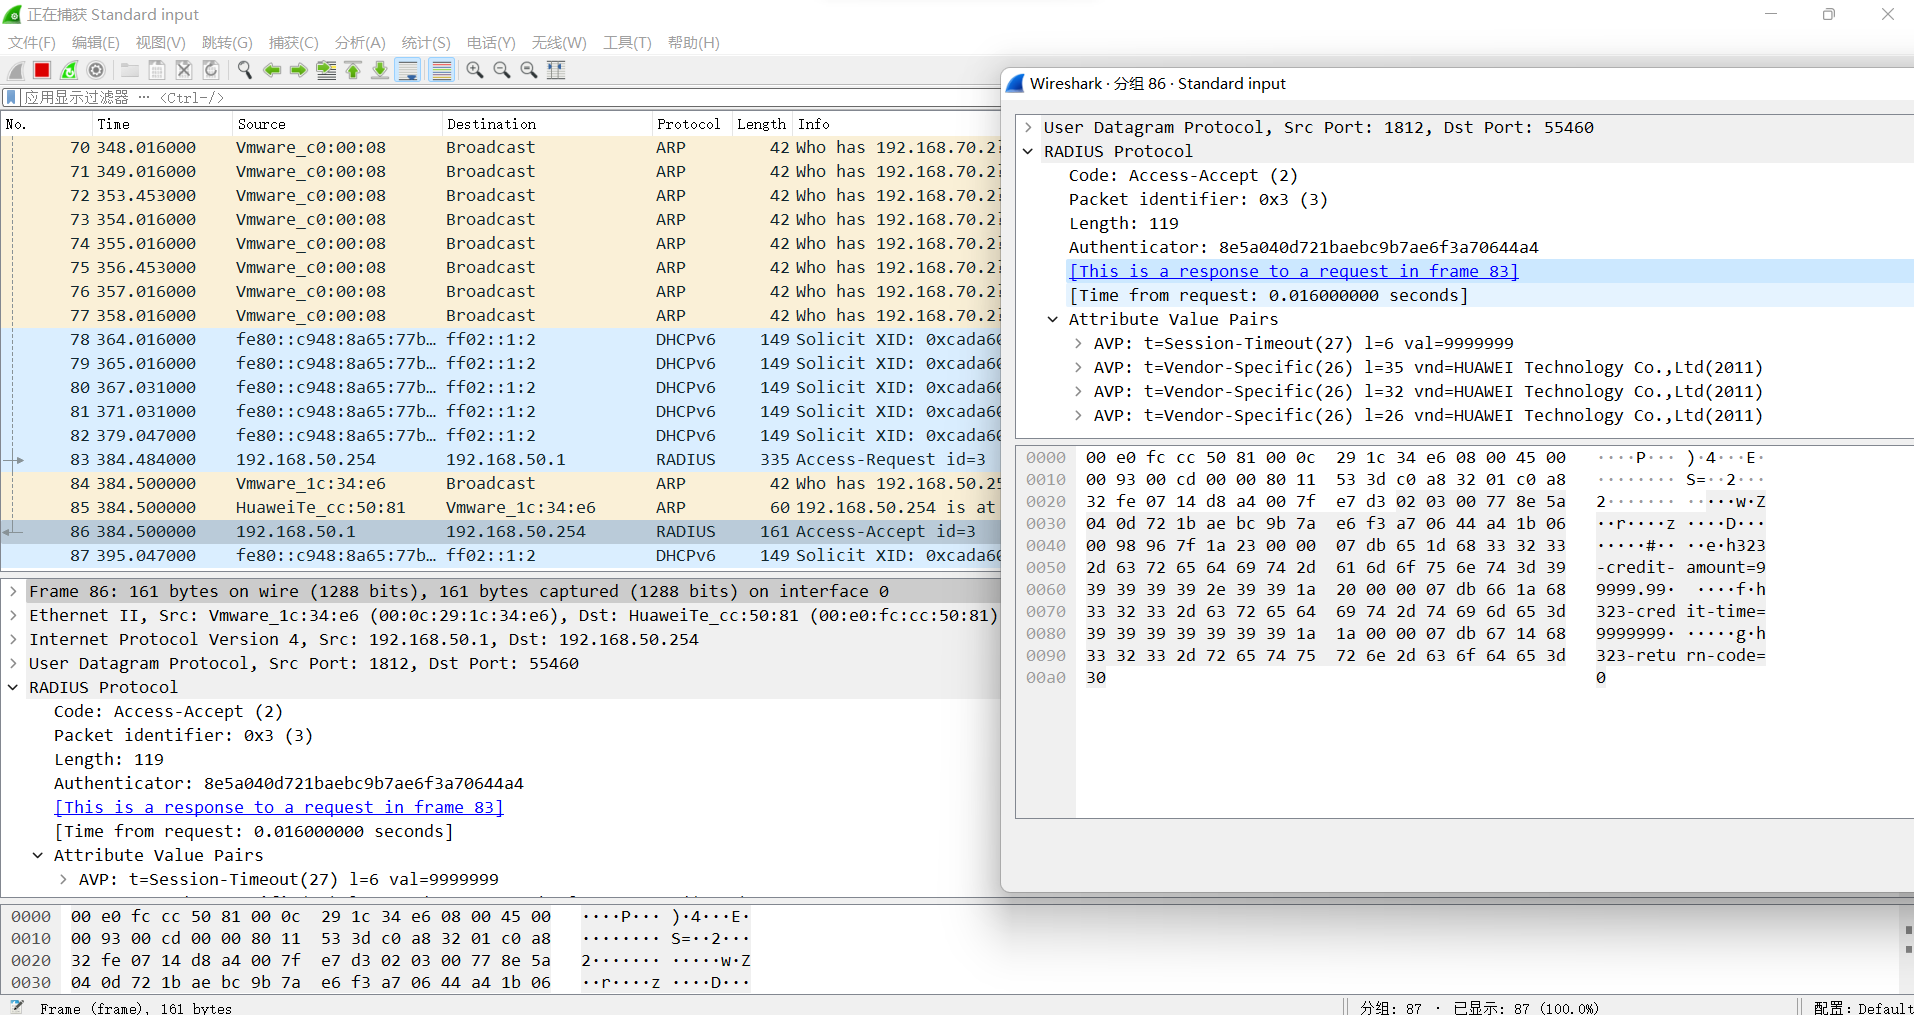 正在捕获 Standard input
文件(F) 编辑(E) 视图(V) 跳转(G) 捕获(C) 分析(A) 统计(S) 电话(Y) 无线(W) 工具(T) 帮助(H)
应用显示过滤器 … <Ctrl-/>
No. Time Source Destination Protocol Length Info
70 348.016000 Vmware_c0:00:08 Broadcast ARP 42 Who has 192.168.70.2?
71 349.016000 Vmware_c0:00:08 Broadcast ARP 42 Who has 192.168.70.2?
72 353.453000 Vmware_c0:00:08 Broadcast ARP 42 Who has 192.168.70.2?
73 354.016000 Vmware_c0:00:08 Broadcast ARP 42 Who has 192.168.70.2?
74 355.016000 Vmware_c0:00:08 Broadcast ARP 42 Who has 192.168.70.2?
75 356.453000 Vmware_c0:00:08 Broadcast ARP 42 Who has 192.168.70.2?
76 357.016000 Vmware_c0:00:08 Broadcast ARP 42 Who has 192.168.70.2?
77 358.016000 Vmware_c0:00:08 Broadcast ARP 42 Who has 192.168.70.2?
78 364.016000 fe80::c948:8a65:77b… ff02::1:2 DHCPv6 149 Solicit XID: 0xcada60
79 365.016000 fe80::c948:8a65:77b… ff02::1:2 DHCPv6 149 Solicit XID: 0xcada60
80 367.031000 fe80::c948:8a65:77b… ff02::1:2 DHCPv6 149 Solicit XID: 0xcada60
81 371.031000 fe80::c948:8a65:77b… ff02::1:2 DHCPv6 149 Solicit XID: 0xcada60
82 379.047000 fe80::c948:8a65:77b… ff02::1:2 DHCPv6 149 Solicit XID: 0xcada60
83 384.484000 192.168.50.254 192.168.50.1 RADIUS 335 Access-Request id=3
84 384.500000 Vmware_1c:34:e6 Broadcast ARP 42 Who has 192.168.50.25
85 384.500000 HuaweiTe_cc:50:81 Vmware_1c:34:e6 ARP 60 192.168.50.254 is at
86 384.500000 192.168.50.1 192.168.50.254 RADIUS 161 Access-Accept id=3
87 395.047000 fe80::c948:8a65:77b… ff02::1:2 DHCPv6 149 Solicit XID: 0xcada60
Frame 86: 161 bytes on wire (1288 bits), 161 bytes captured (1288 bits) on interface 0
Ethernet II, Src: Vmware_1c:34:e6 (00:0c:29:1c:34:e6), Dst: HuaweiTe_cc:50:81 (00:e0:fc:cc:50:81)
Internet Protocol Version 4, Src: 192.168.50.1, Dst: 192.168.50.254
User Datagram Protocol, Src Port: 1812, Dst Port: 55460
RADIUS Protocol
Code: Access-Accept (2)
Packet identifier: 0x3 (3)
Length: 119
Authenticator: 8e5a040d721baebc9b7ae6f3a70644a4
[This is a response to a request in frame 83]
[Time from request: 0.016000000 seconds]
Attribute Value Pairs
AVP: t=Session-Timeout(27) l=6 val=9999999
0000 00 e0 fc cc 50 81 00 0c 29 1c 34 e6 08 00 45 00 ····P··· )·4···E·
0010 00 93 00 cd 00 00 80 11 53 3d c0 a8 32 01 c0 a8 ········ S=··2···
0020 32 fe 07 14 d8 a4 00 7f e7 d3 02 03 00 77 8e 5a 2······· ·····w·Z
0030 04 0d 72 1b ae bc 9b 7a e6 f3 a7 06 44 a4 1b 06 ··r····z ····D···
Frame (frame), 161 bytes
分组: 87 · 已显示: 87 (100.0%)
配置: Default
Wireshark · 分组 86 · Standard input
User Datagram Protocol, Src Port: 1812, Dst Port: 55460
RADIUS Protocol
Code: Access-Accept (2)
Packet identifier: 0x3 (3)
Length: 119
Authenticator: 8e5a040d721baebc9b7ae6f3a70644a4
[This is a response to a request in frame 83]
[Time from request: 0.016000000 seconds]
Attribute Value Pairs
AVP: t=Session-Timeout(27) l=6 val=9999999
AVP: t=Vendor-Specific(26) l=35 vnd=HUAWEI Technology Co.,Ltd(2011)
AVP: t=Vendor-Specific(26) l=32 vnd=HUAWEI Technology Co.,Ltd(2011)
AVP: t=Vendor-Specific(26) l=26 vnd=HUAWEI Technology Co.,Ltd(2011)
0000 00 e0 fc cc 50 81 00 0c 29 1c 34 e6 08 00 45 00 ····P··· )·4···E·
0010 00 93 00 cd 00 00 80 11 53 3d c0 a8 32 01 c0 a8 ········ S=··2···
0020 32 fe 07 14 d8 a4 00 7f e7 d3 02 03 00 77 8e 5a 2······· ·····w·Z
0030 04 0d 72 1b ae bc 9b 7a e6 f3 a7 06 44 a4 1b 06 ··r····z ····D···
0040 00 98 96 7f 1a 23 00 00 07 db 65 1d 68 33 32 33 ·····#·· ··e·h323
0050 2d 63 72 65 64 69 74 2d 61 6d 6f 75 6e 74 3d 39 -credit- amount=9
0060 39 39 39 39 2e 39 39 1a 20 00 00 07 db 66 1a 68 9999.99· ····f·h
0070 33 32 33 2d 63 72 65 64 69 74 2d 74 69 6d 65 3d 323-cred it-time=
0080 39 39 39 39 39 39 39 1a 1a 00 00 07 db 67 14 68 9999999· ·····g·h
0090 33 32 33 2d 72 65 74 75 72 6e 2d 63 6f 64 65 3d 323-retu rn-code=
00a0 30 0